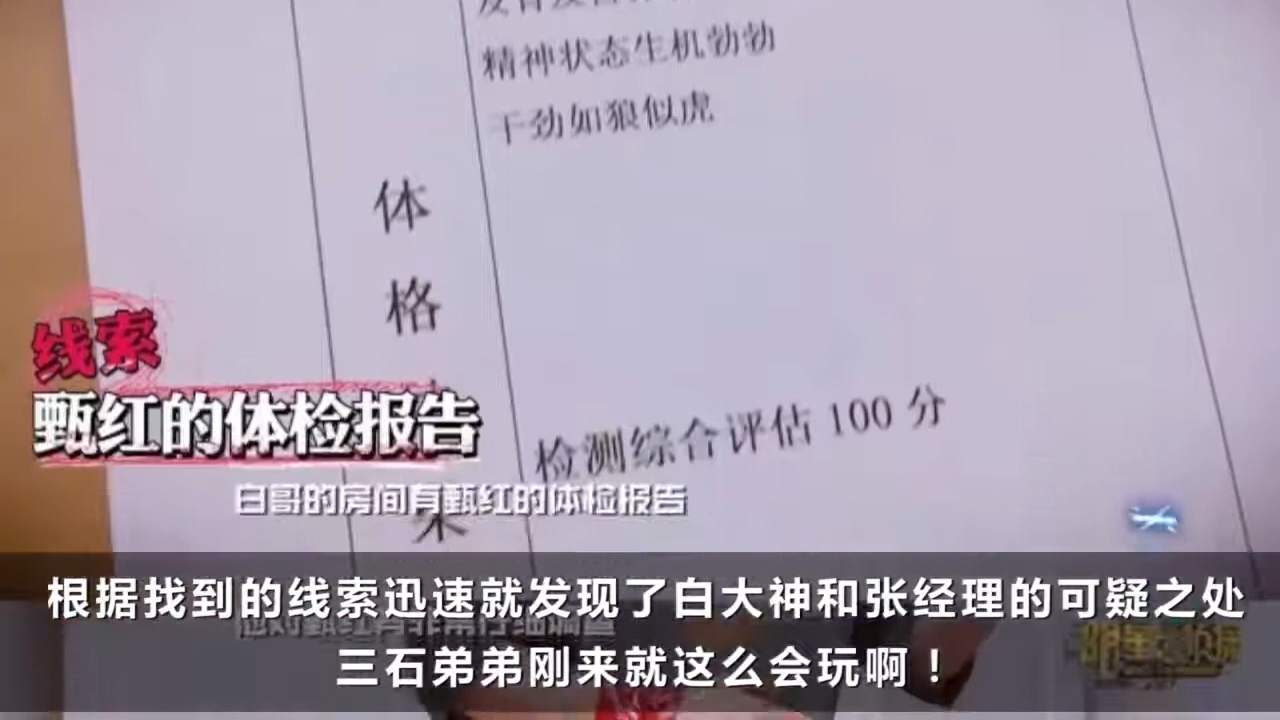 精神状态生机勃勃
干劲如狼似虎
体
格
线索
甄红的体检报告
检测综合评估 100 分
白哥的房间有甄红的体检报告
根据找到的线索迅速就发现了白大神和张经理的可疑之处
三石弟弟刚来就这么会玩啊！